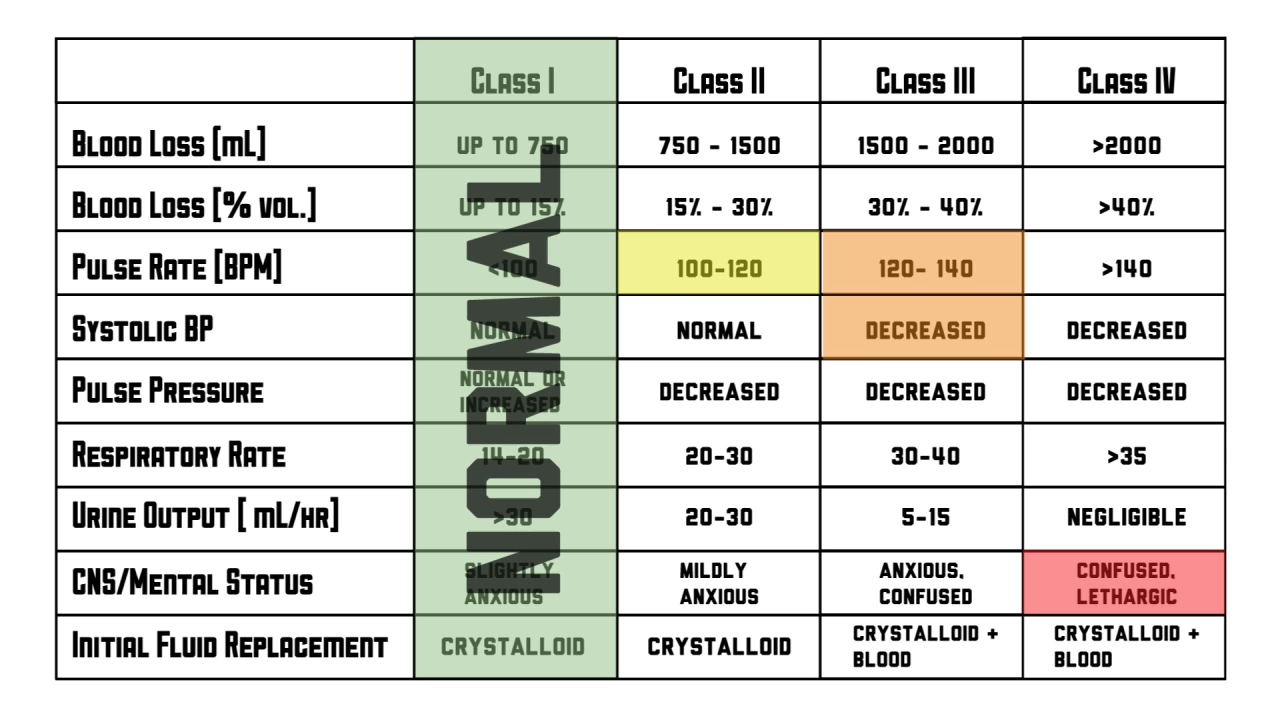 Class I Class II Class III Class IV
Blood Loss [mL] UP TO 750 750 - 1500 1500 - 2000 >2000
Blood Loss [% vol.] UP TO 15% 15% - 30% 30% - 40% >40%
Pulse Rate [BPM] <100 100-120 120- 140 >140
Systolic BP NORMAL NORMAL DECREASED DECREASED
Pulse Pressure NORMAL OR INCREASED DECREASED DECREASED DECREASED
Respiratory Rate 14-20 20-30 30-40 >35
Urine Output [ mL/hr] >30 20-30 5-15 NEGLIGIBLE
CNS/Mental Status SLIGHTLY ANXIOUS MILDLY ANXIOUS ANXIOUS, CONFUSED CONFUSED, LETHARGIC
Initial Fluid Replacement CRYSTALLOID CRYSTALLOID CRYSTALLOID + BLOOD CRYSTALLOID + BLOOD
NORMAL